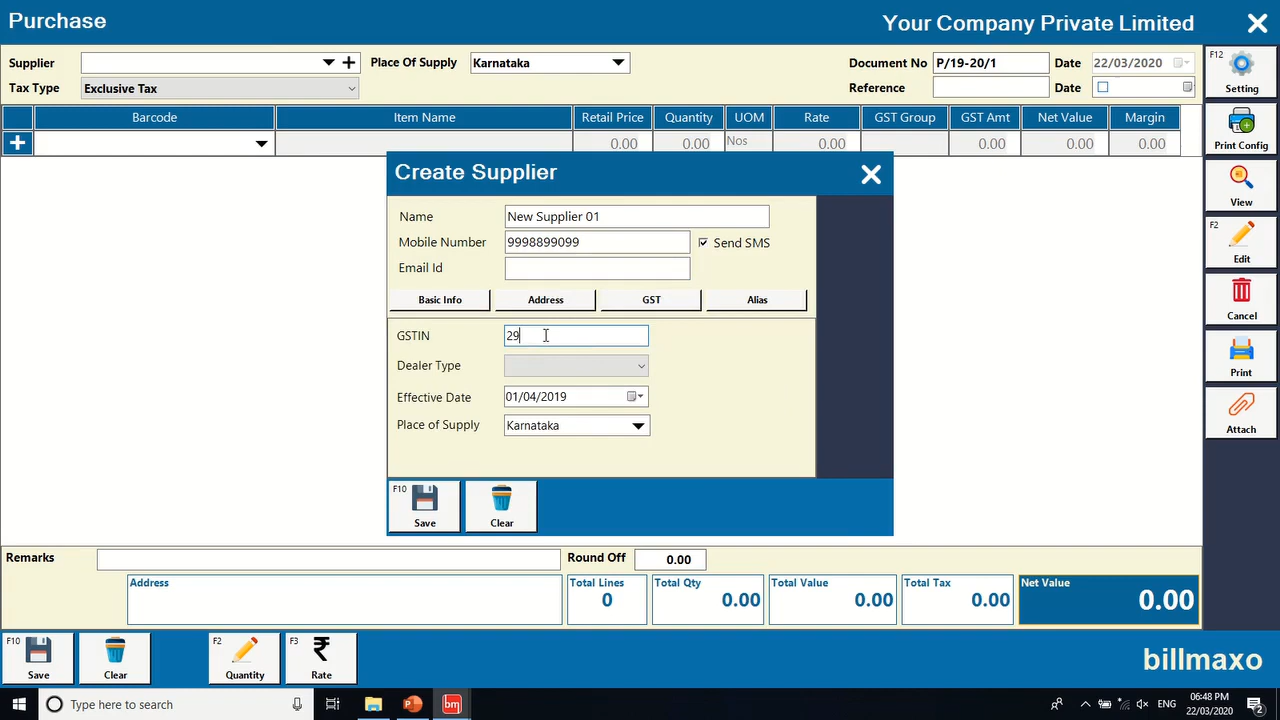 Purchase
Your Company Private Limited
Supplier
Place Of Supply
Karnataka
Document No
P/19-20/1
Date
22/03/2020
Tax Type
Exclusive Tax
Reference
Date
F12
Setting
Barcode
Item Name
Retail Price
Quantity
UOM
Rate
GST Group
GST Amt
Net Value
Margin
0.00
0.00
Nos
0.00
0.00
0.00
0.00
Print Config
View
F2
Edit
Cancel
Print
Attach
Create Supplier
Name
New Supplier 01
Mobile Number
9998899099
Send SMS
Email Id
Basic Info
Address
GST
Alias
GSTIN
29
Dealer Type
Effective Date
01/04/2019
Place of Supply
Karnataka
F10
Save
Clear
Remarks
Round Off
0.00
Address
Total Lines
0
Total Qty
0.00
Total Value
0.00
Total Tax
0.00
Net Value
0.00
F10
Save
Clear
F2
Quantity
F3
₹
Rate
billmaxo
Type here to search
bm
ENG
06:48 PM
22/03/2020
2